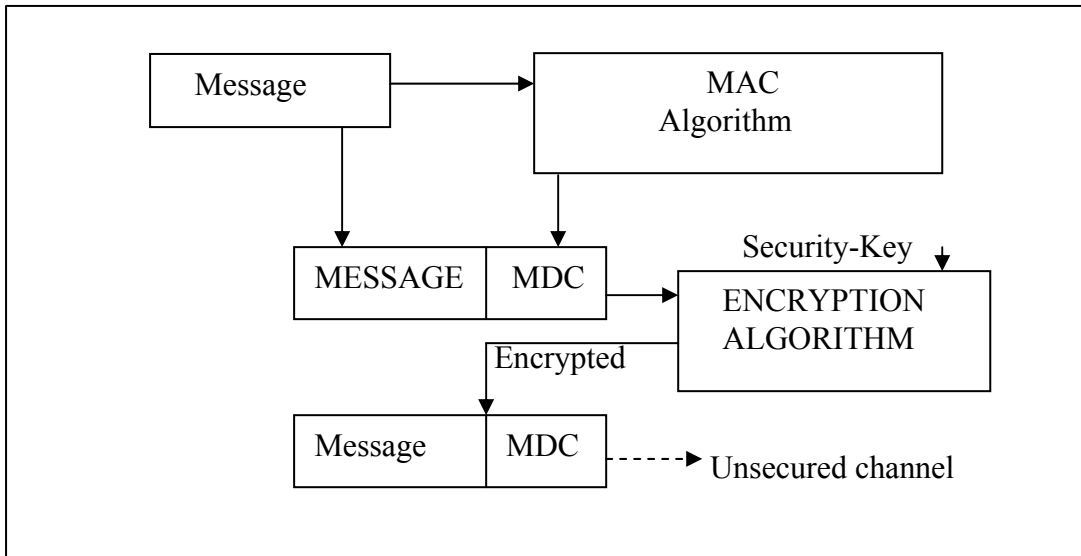 Message
MAC
Algorithm
MESSAGE
MDC
Security-Key
ENCRYPTION
ALGORITHM
Encrypted
Message
MDC
Unsecured channel